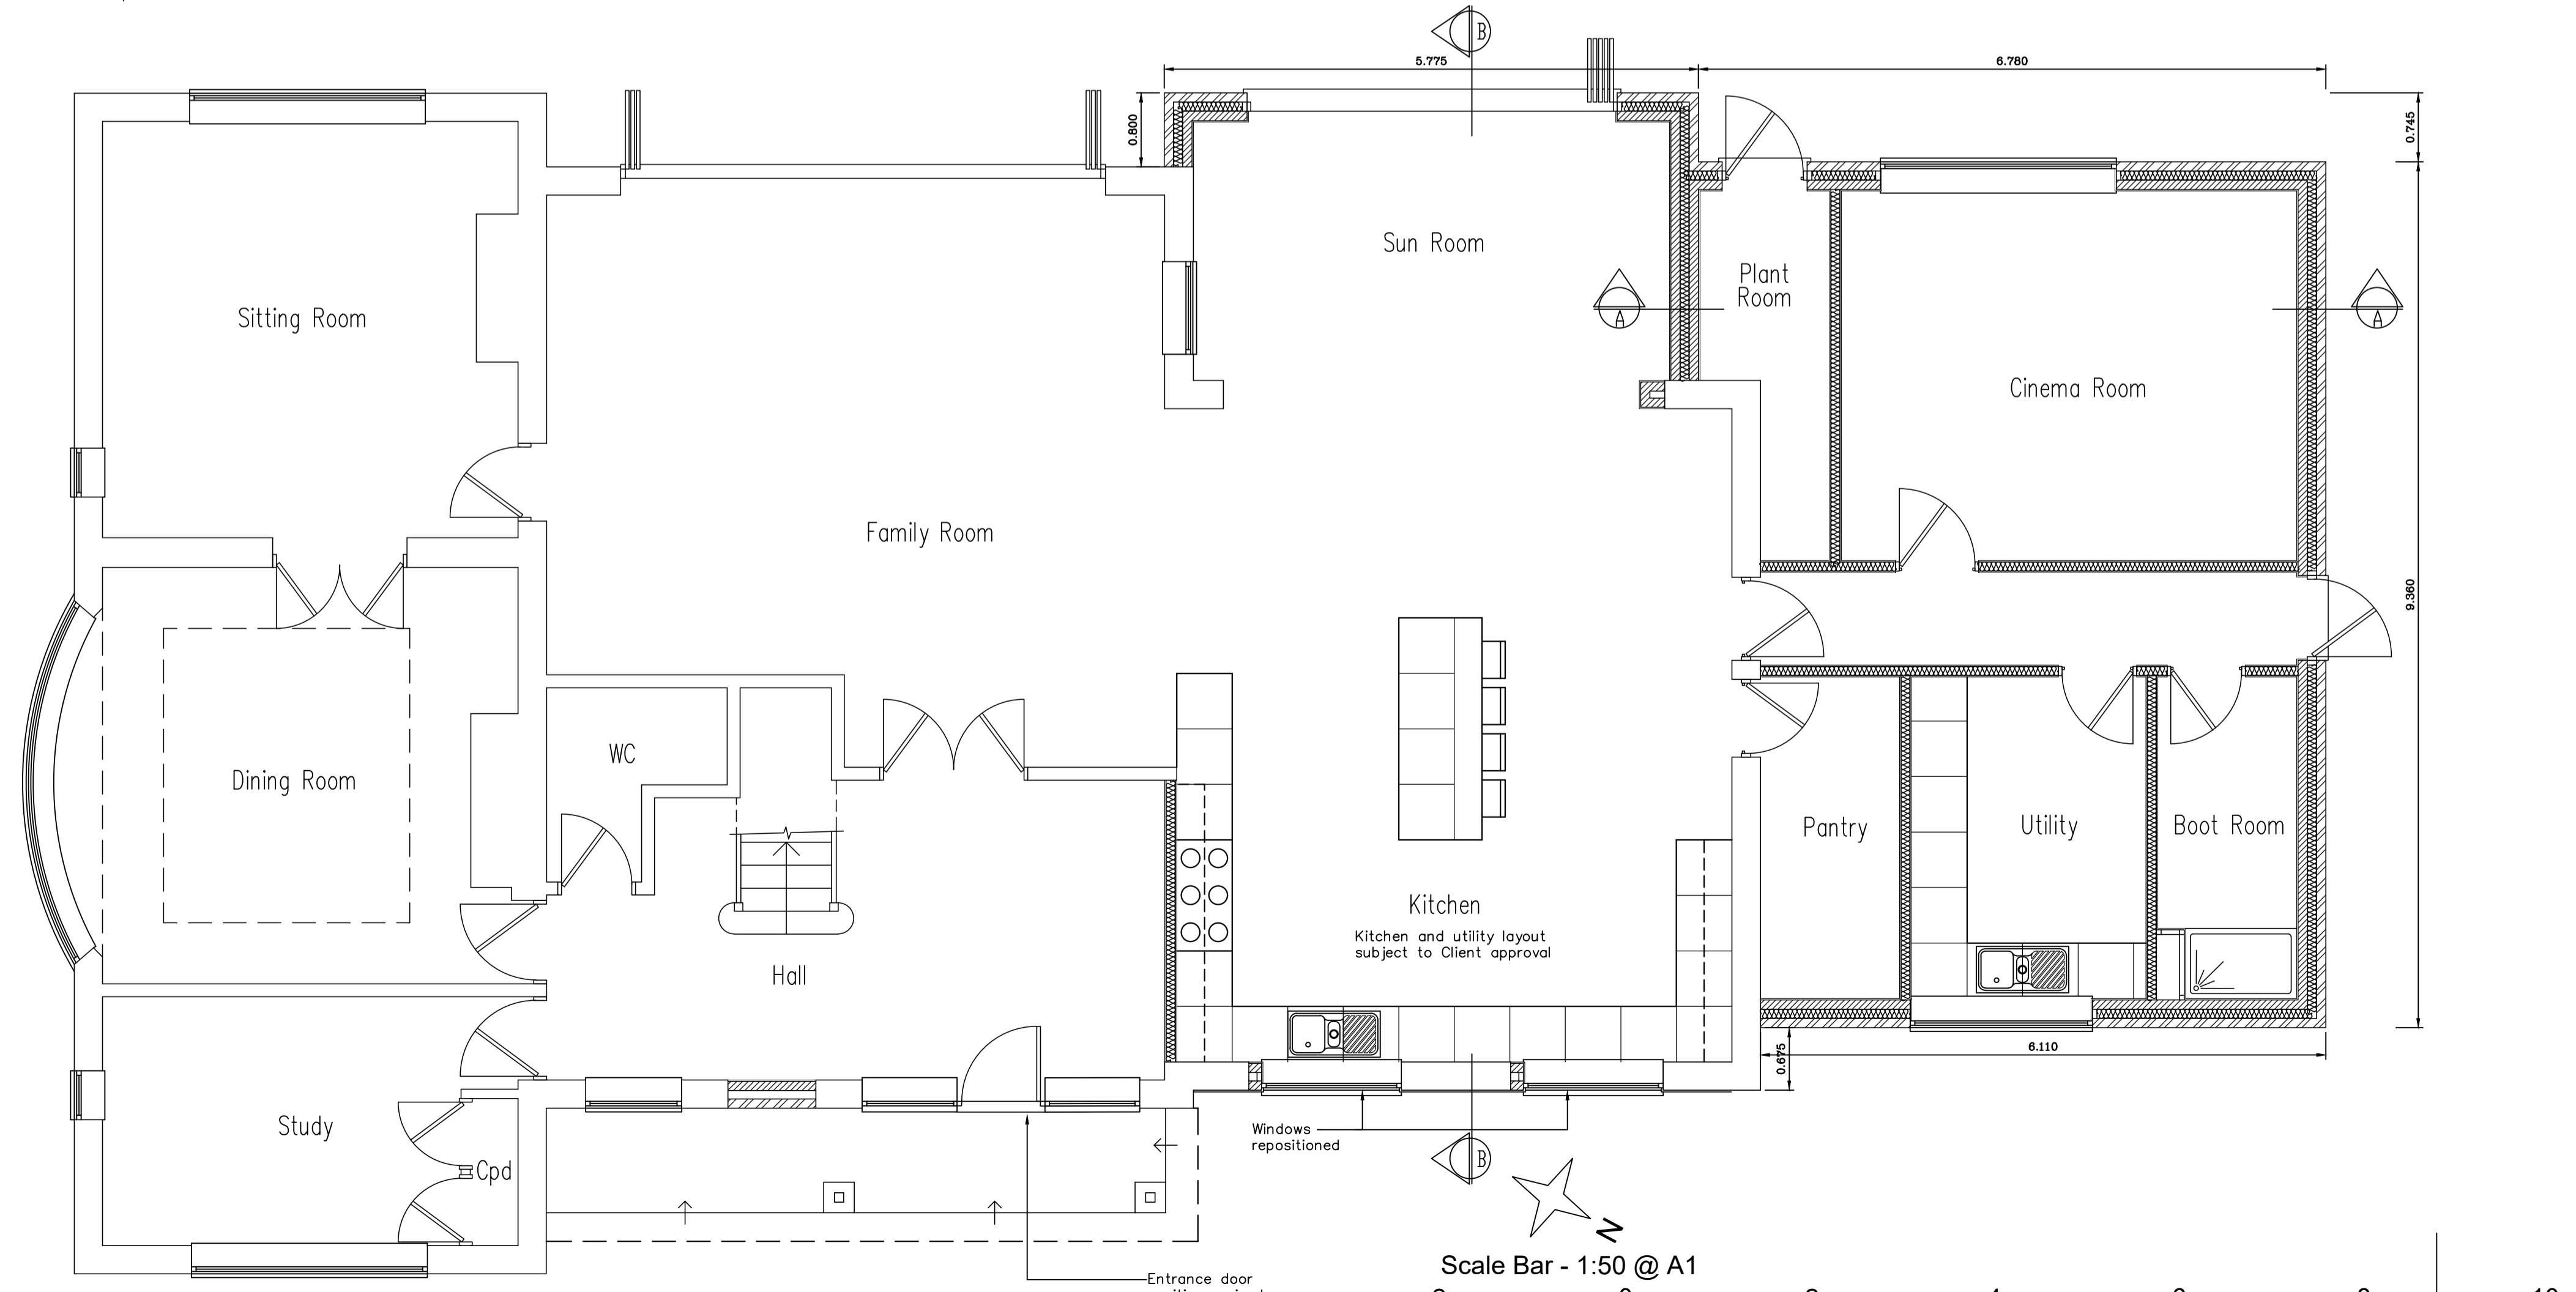 B
5.775
6.780
0.800
0.745
Sun Room
Plant
Room
Sitting Room
A
A
Cinema Room
Family Room
9.360
WC
Dining Room
Pantry
Utility
Boot Room
Kitchen
Kitchen and utility layout
subject to Client approval
Hall
6.110
0.675
Study
Windows
repositioned
B
Cpd
N
Scale Bar - 1:50 @ A1
Entrance door